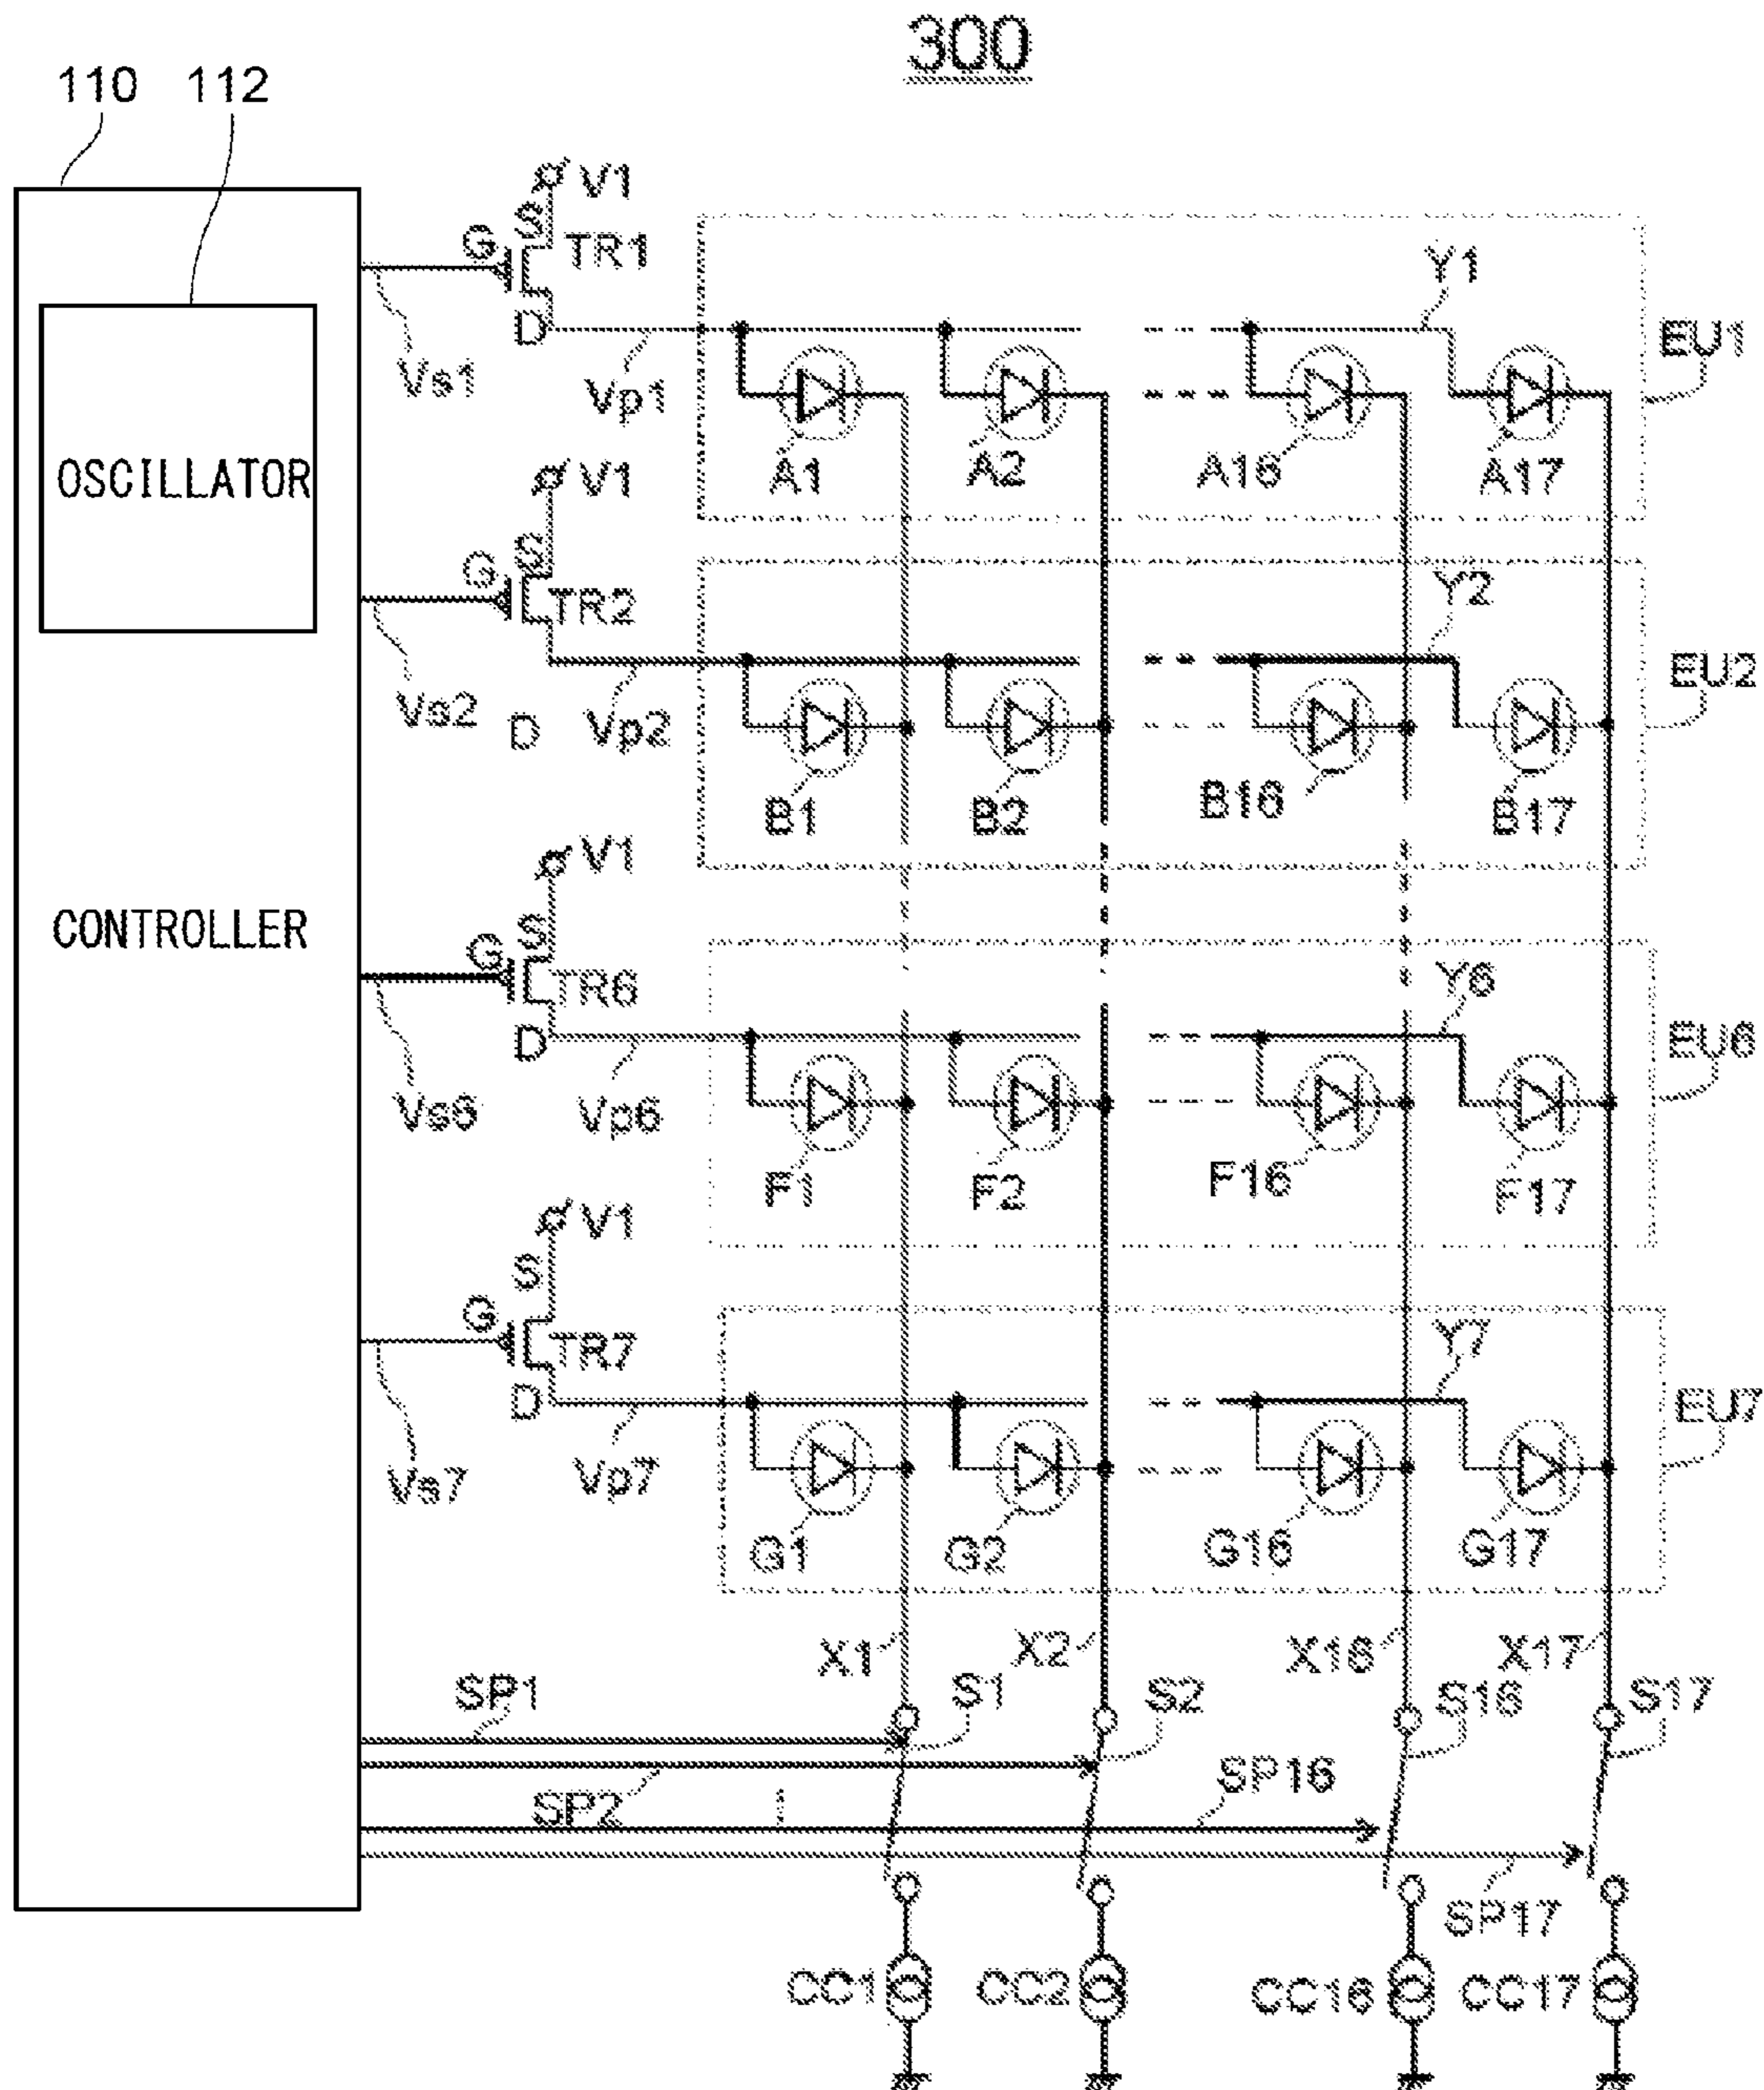 300
110 112
V1
S
G TR1
D
Vs1 Vp1
Y1
EU1
A1 A2 A16 A17
OSCILLATOR
V1
S
G TR2
D
Vs2 Vp2
Y2
EU2
B1 B2 B16 B17
CONTROLLER
V1
S
G TR6
D
Vs6 Vp6
Y6
EU6
F1 F2 F16 F17
V1
S
G TR7
D
Vs7 Vp7
Y7
EU7
G1 G2 G16 G17
X1 X2 X16 X17
SP1 S1 S2 S16 S17
SP2 SP16
SP17
CC1 CC2 CC16 CC17